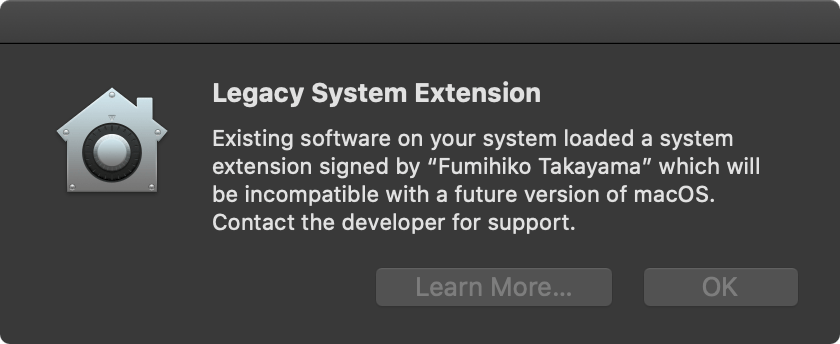 Legacy System Extension
Existing software on your system loaded a system
extension signed by “Fumihiko Takayama” which will
be incompatible with a future version of macOS.
Contact the developer for support.
Learn More...
OK